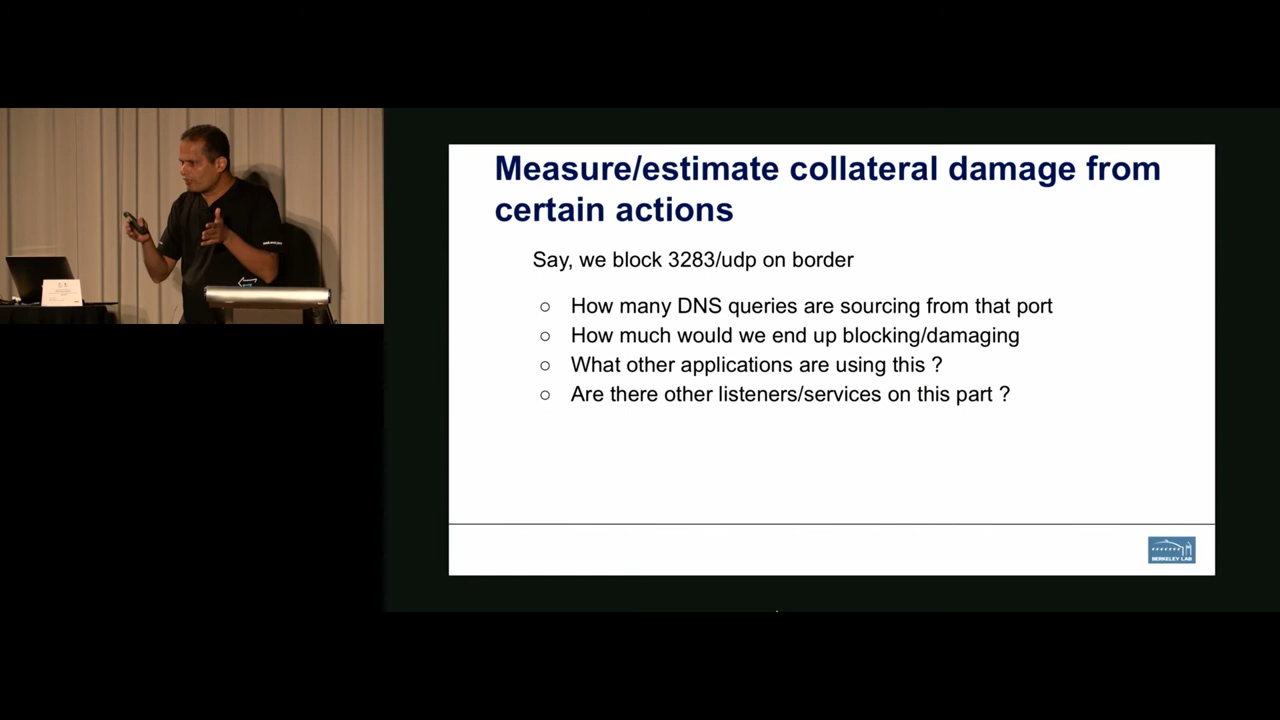 Measure/estimate collateral damage from
certain actions
Say, we block 3283/udp on border
○ How many DNS queries are sourcing from that port
○ How much would we end up blocking/damaging
○ What other applications are using this ?
○ Are there other listeners/services on this part ?
BERKELEY LAB